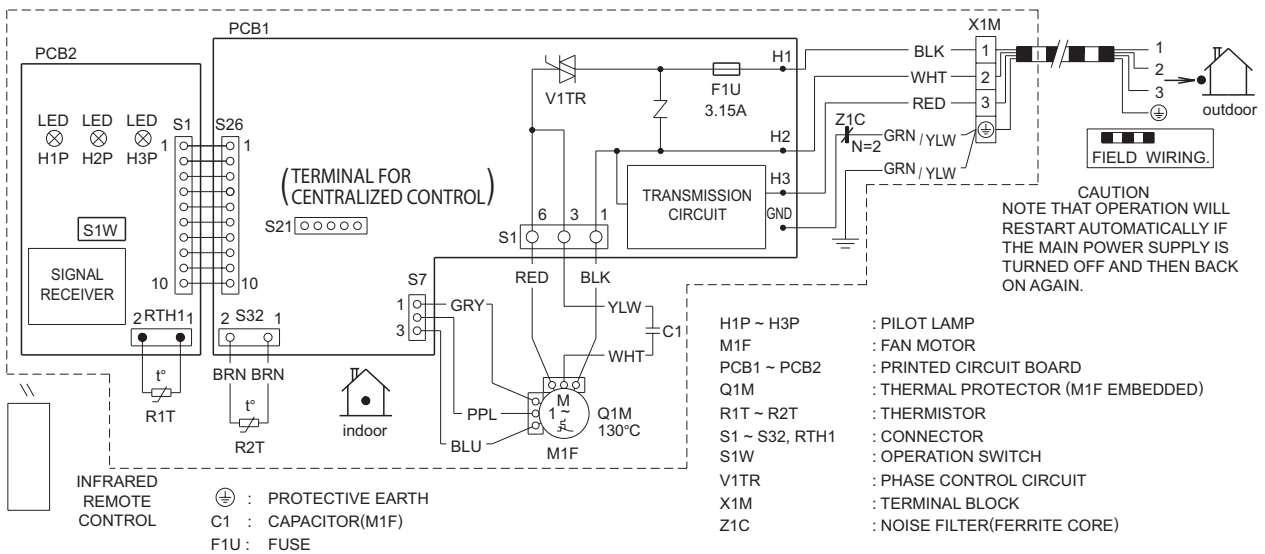 PCB1
X1M
PCB2
H1
BLK
1
1
WHT
2
2
V1TR
F1U
3.15A
RED
3
3
outdoor
LED LED LED
H1P H2P H3P
S1 S26
1 1
Z1C
N=2
GRN/YLW
H2
FIELD WIRING.
GRN/YLW
(TERMINAL FOR
CENTRALIZED CONTROL)
H3
TRANSMISSION
CIRCUIT
GND
CAUTION
NOTE THAT OPERATION WILL
RESTART AUTOMATICALLY IF
THE MAIN POWER SUPPLY IS
TURNED OFF AND THEN BACK
ON AGAIN.
S1W
S21
6 3 1
S1
SIGNAL
RECEIVER
10 10
RED BLK
S7
1
3
GRY
YLW
C1
WHT
2 RTH1 1
2 S32 1
BRN BRN
t°
R1T
t°
R2T
indoor
PPL
BLU
M
1 ~
Q1M
130°C
M1F
H1P ~ H3P : PILOT LAMP
M1F : FAN MOTOR
PCB1 ~ PCB2 : PRINTED CIRCUIT BOARD
Q1M : THERMAL PROTECTOR (M1F EMBEDDED)
R1T ~ R2T : THERMISTOR
S1 ~ S32, RTH1 : CONNECTOR
S1W : OPERATION SWITCH
V1TR : PHASE CONTROL CIRCUIT
X1M : TERMINAL BLOCK
Z1C : NOISE FILTER(FERRITE CORE)
INFRARED
REMOTE
CONTROL
: PROTECTIVE EARTH
C1 : CAPACITOR(M1F)
F1U : FUSE